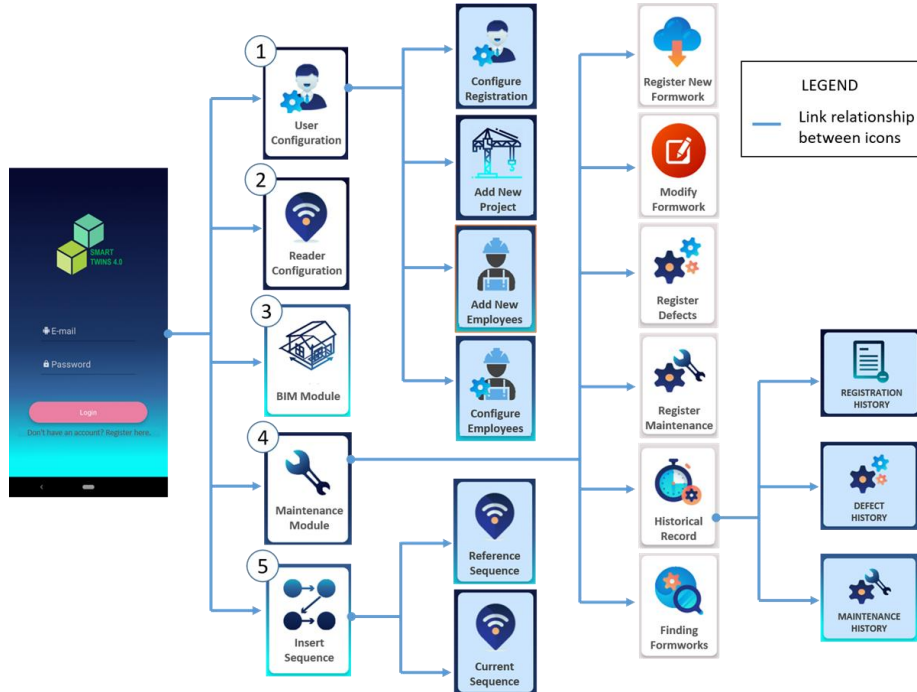 SMART
TWINS 4.0
E-mail
Password
Login
Don't have an account? Register here.
1
User
Configuration
2
Reader
Configuration
3
BIM Module
4
Maintenance
Module
5
Insert
Sequence
Configure
Registration
Add New
Project
Add New
Employees
Configure
Employees
Reference
Sequence
Current
Sequence
Register New
Formwork
Modify
Formwork
Register
Defects
Register
Maintenance
Historical
Record
Finding
Formworks
REGISTRATION
HISTORY
DEFECT
HISTORY
MAINTENANCE
HISTORY
LEGEND
Link relationship
between icons